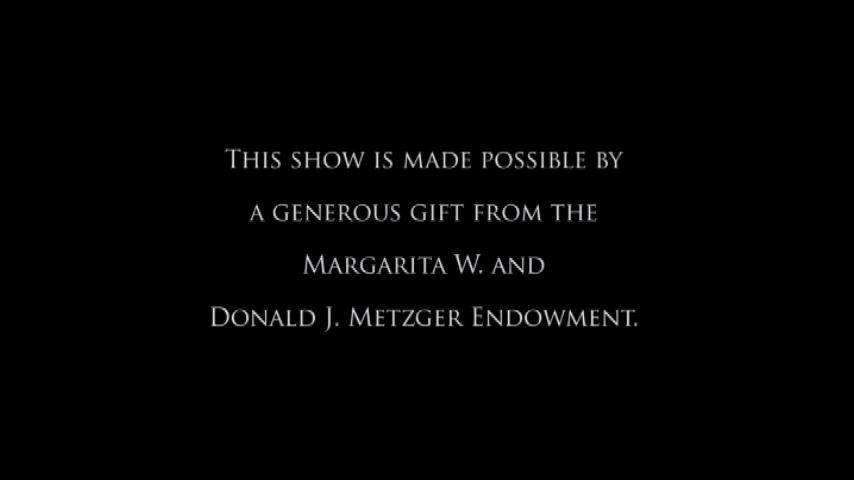 This show is made possible by
a generous gift from the
Margarita W. and
Donald J. Metzger Endowment.